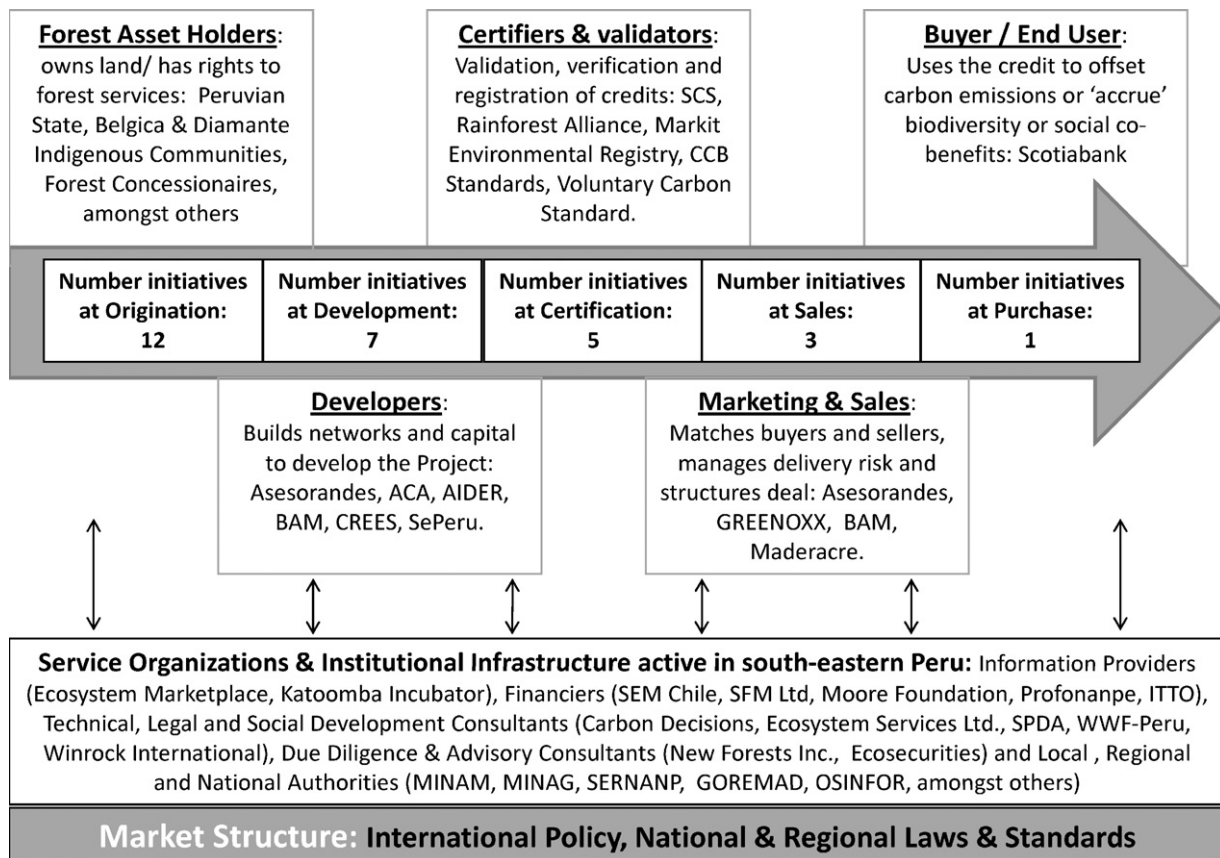 Forest Asset Holders:
owns land/ has rights to
forest services: Peruvian
State, Belgica & Diamante
Indigenous Communities,
Forest Concessionaires,
amongst others
Certifiers & validators:
Validation, verification and
registration of credits: SCS,
Rainforest Alliance, Markit
Environmental Registry, CCB
Standards, Voluntary Carbon
Standard.
Buyer / End User:
Uses the credit to offset
carbon emissions or ‘accrue’
biodiversity or social co-
benefits: Scotiabank
Number initiatives
at Origination:
12
Number initiatives
at Development:
7
Number initiatives
at Certification:
5
Number initiatives
at Sales:
3
Number initiatives
at Purchase:
1
Developers:
Builds networks and capital
to develop the Project:
Asesorandes, ACA, AIDER,
BAM, CREES, SePeru.
Marketing & Sales:
Matches buyers and sellers,
manages delivery risk and
structures deal: Asesorandes,
GREENOXX, BAM,
Maderacre.
Service Organizations & Institutional Infrastructure active in south-eastern Peru: Information Providers
(Ecosystem Marketplace, Katoomba Incubator), Financiers (SEM Chile, SFM Ltd, Moore Foundation, Profonanpe, ITTO),
Technical, Legal and Social Development Consultants (Carbon Decisions, Ecosystem Services Ltd., SPDA, WWF-Peru,
Winrock International), Due Diligence & Advisory Consultants (New Forests Inc., Ecosecurities) and Local , Regional
and National Authorities (MINAM, MINAG, SERNANP, GOREMAD, OSINFOR, amongst others)
Market Structure: International Policy, National & Regional Laws & Standards